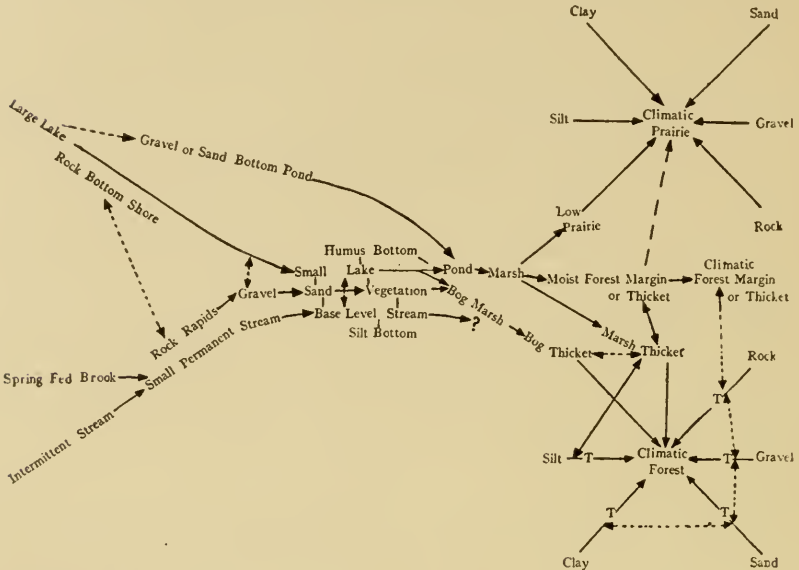 Clay
Sand
Silt
Climatic
Prairie
Gravel
Low
Prairie
Rock
Large Lake
Gravel or Sand Bottom Pond
Rock Bottom Shore
Humus Bottom
Small
Lake
Pond
Marsh
Moist Forest Margin
or Thicket
Climatic
Forest Margin
or Thicket
Gravel
Sand
Vegetation
Bog Marsh
Bog
Thicket
Rock Rapids
Base Level
Stream
?
Silt Bottom
Marsh
Thicket
Small Permanent Stream
Spring Fed Brook
Intermittent Stream
Rock
T
Silt
T
Climatic
Forest
T
Gravel
T
T
Clay
Sand